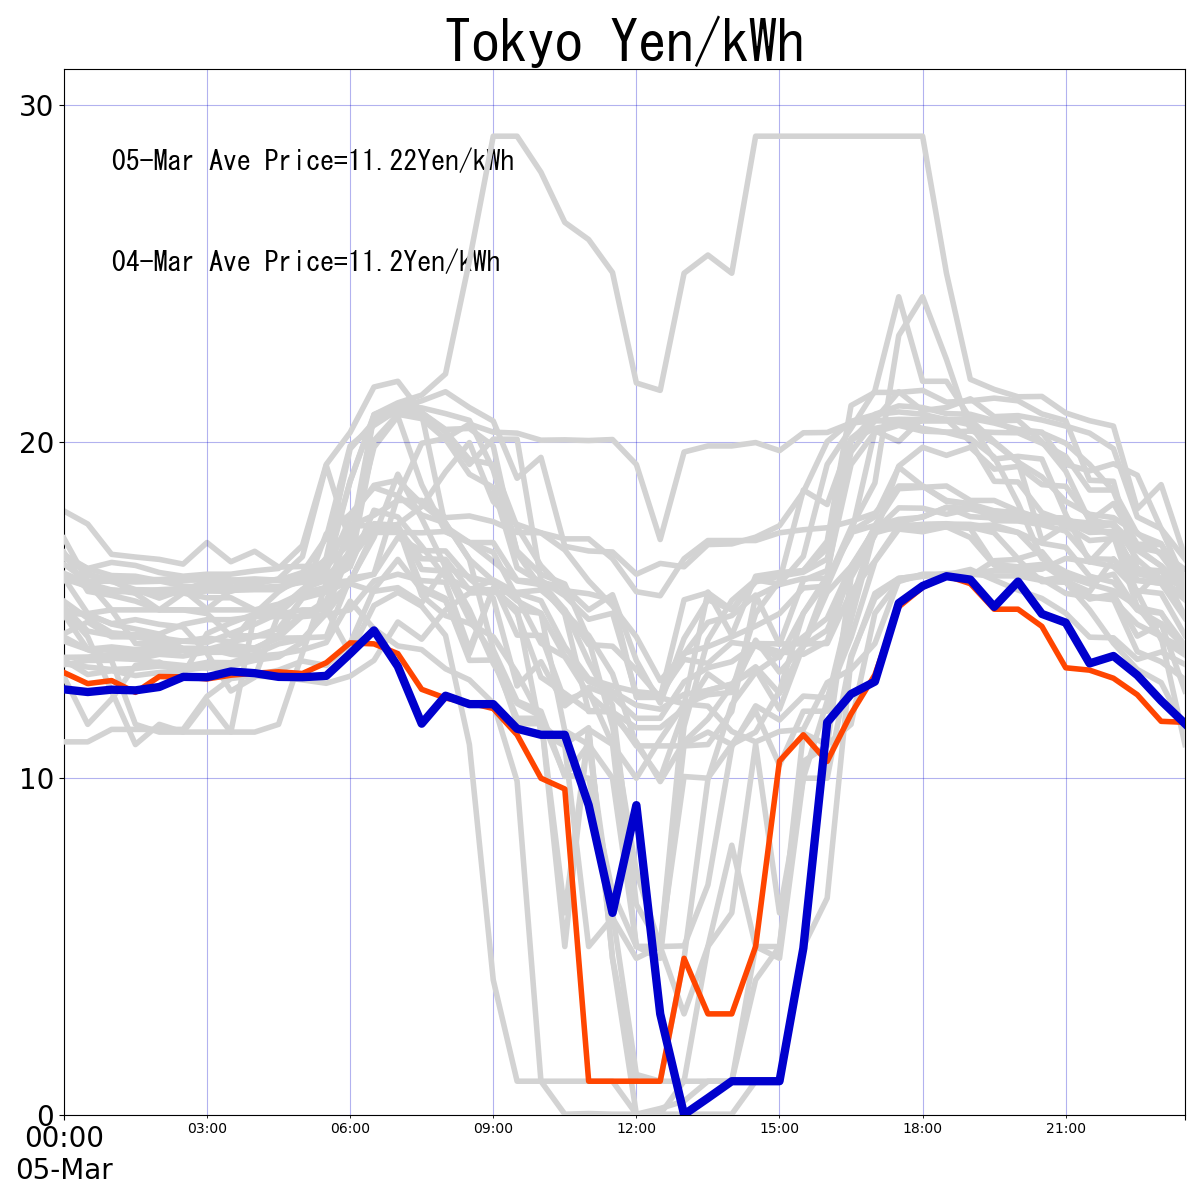 Tokyo Yen/kWh
30
05-Mar Ave Price=11.22Yen/kWh
04-Mar Ave Price=11.2Yen/kWh
20
10
0
00:00 03:00 06:00 09:00 12:00 15:00 18:00 21:00
05-Mar